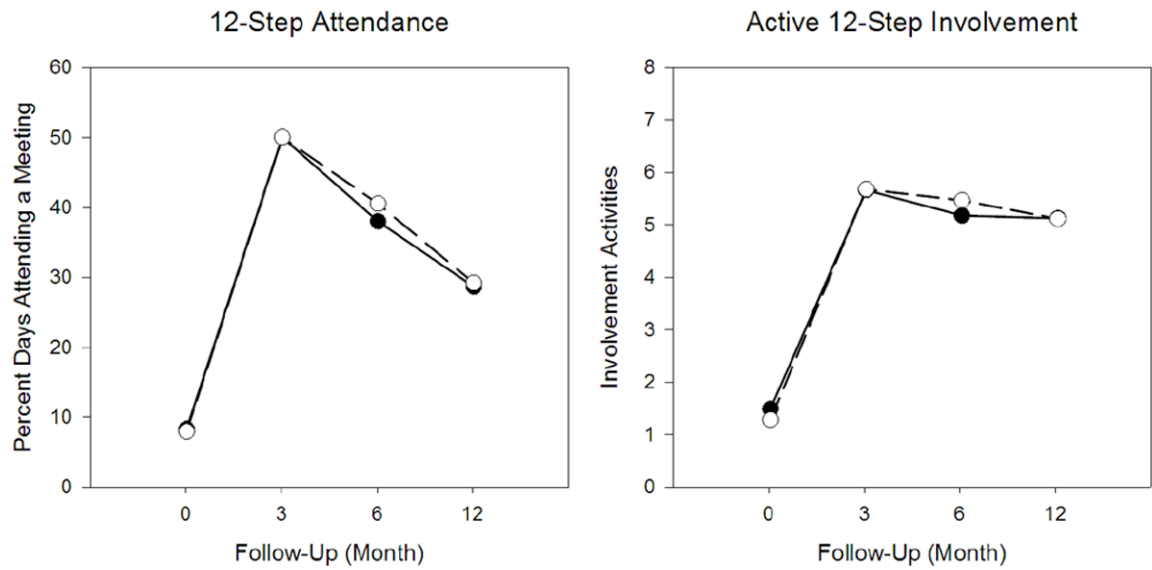 12-Step Attendance
Percent Days Attending a Meeting
60
50
40
30
20
10
0
0 3 6 12
Follow-Up (Month)
Active 12-Step Involvement
Involvement Activities
8
7
6
5
4
3
2
1
0
0 3 6 12
Follow-Up (Month)